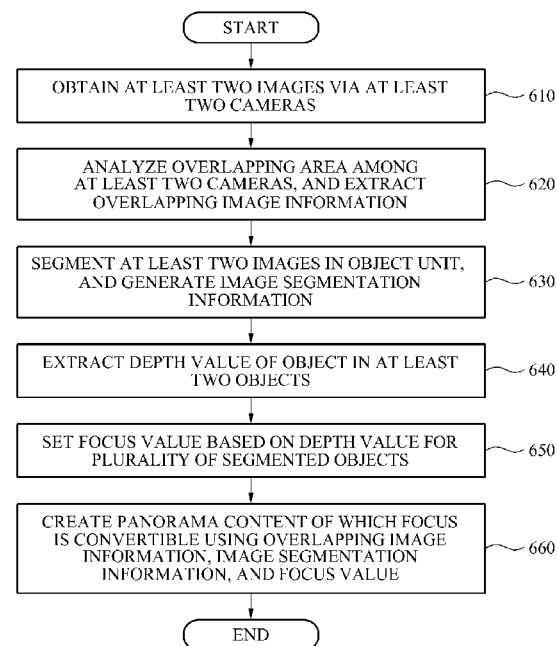 START
OBTAIN AT LEAST TWO IMAGES VIA AT LEAST
TWO CAMERAS
610
ANALYZE OVERLAPPING AREA AMONG
AT LEAST TWO CAMERAS, AND EXTRACT
OVERLAPPING IMAGE INFORMATION
620
SEGMENT AT LEAST TWO IMAGES IN OBJECT UNIT,
AND GENERATE IMAGE SEGMENTATION
INFORMATION
630
EXTRACT DEPTH VALUE OF OBJECT IN AT LEAST
TWO OBJECTS
640
SET FOCUS VALUE BASED ON DEPTH VALUE FOR
PLURALITY OF SEGMENTED OBJECTS
650
CREATE PANORAMA CONTENT OF WHICH FOCUS
IS CONVERTIBLE USING OVERLAPPING IMAGE
INFORMATION, IMAGE SEGMENTATION
INFORMATION, AND FOCUS VALUE
660
END